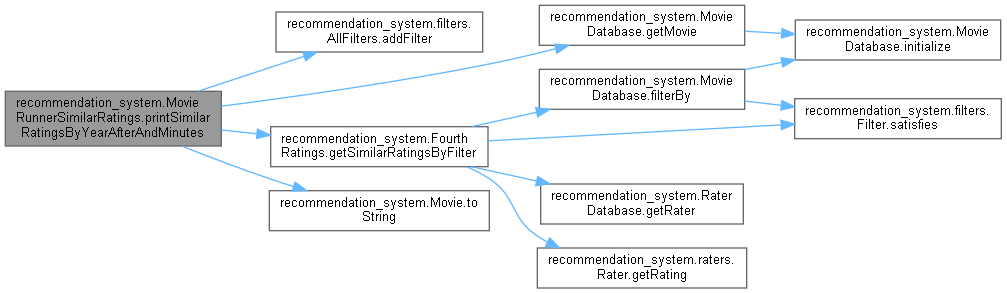 recommendation_system.Movie
RunnerSimilarRatings.printSimilar
RatingsByYearAfterAndMinutes
recommendation_system.filters.
AllFilters.addFilter
recommendation_system.Movie
Database.getMovie
recommendation_system.Movie
Database.initialize
recommendation_system.Movie
Database.filterBy
recommendation_system.filters.
Filter.satisfies
recommendation_system.Fourth
Ratings.getSimilarRatingsByFilter
recommendation_system.Rater
Database.getRater
recommendation_system.Movie.to
String
recommendation_system.raters.
Rater.getRating